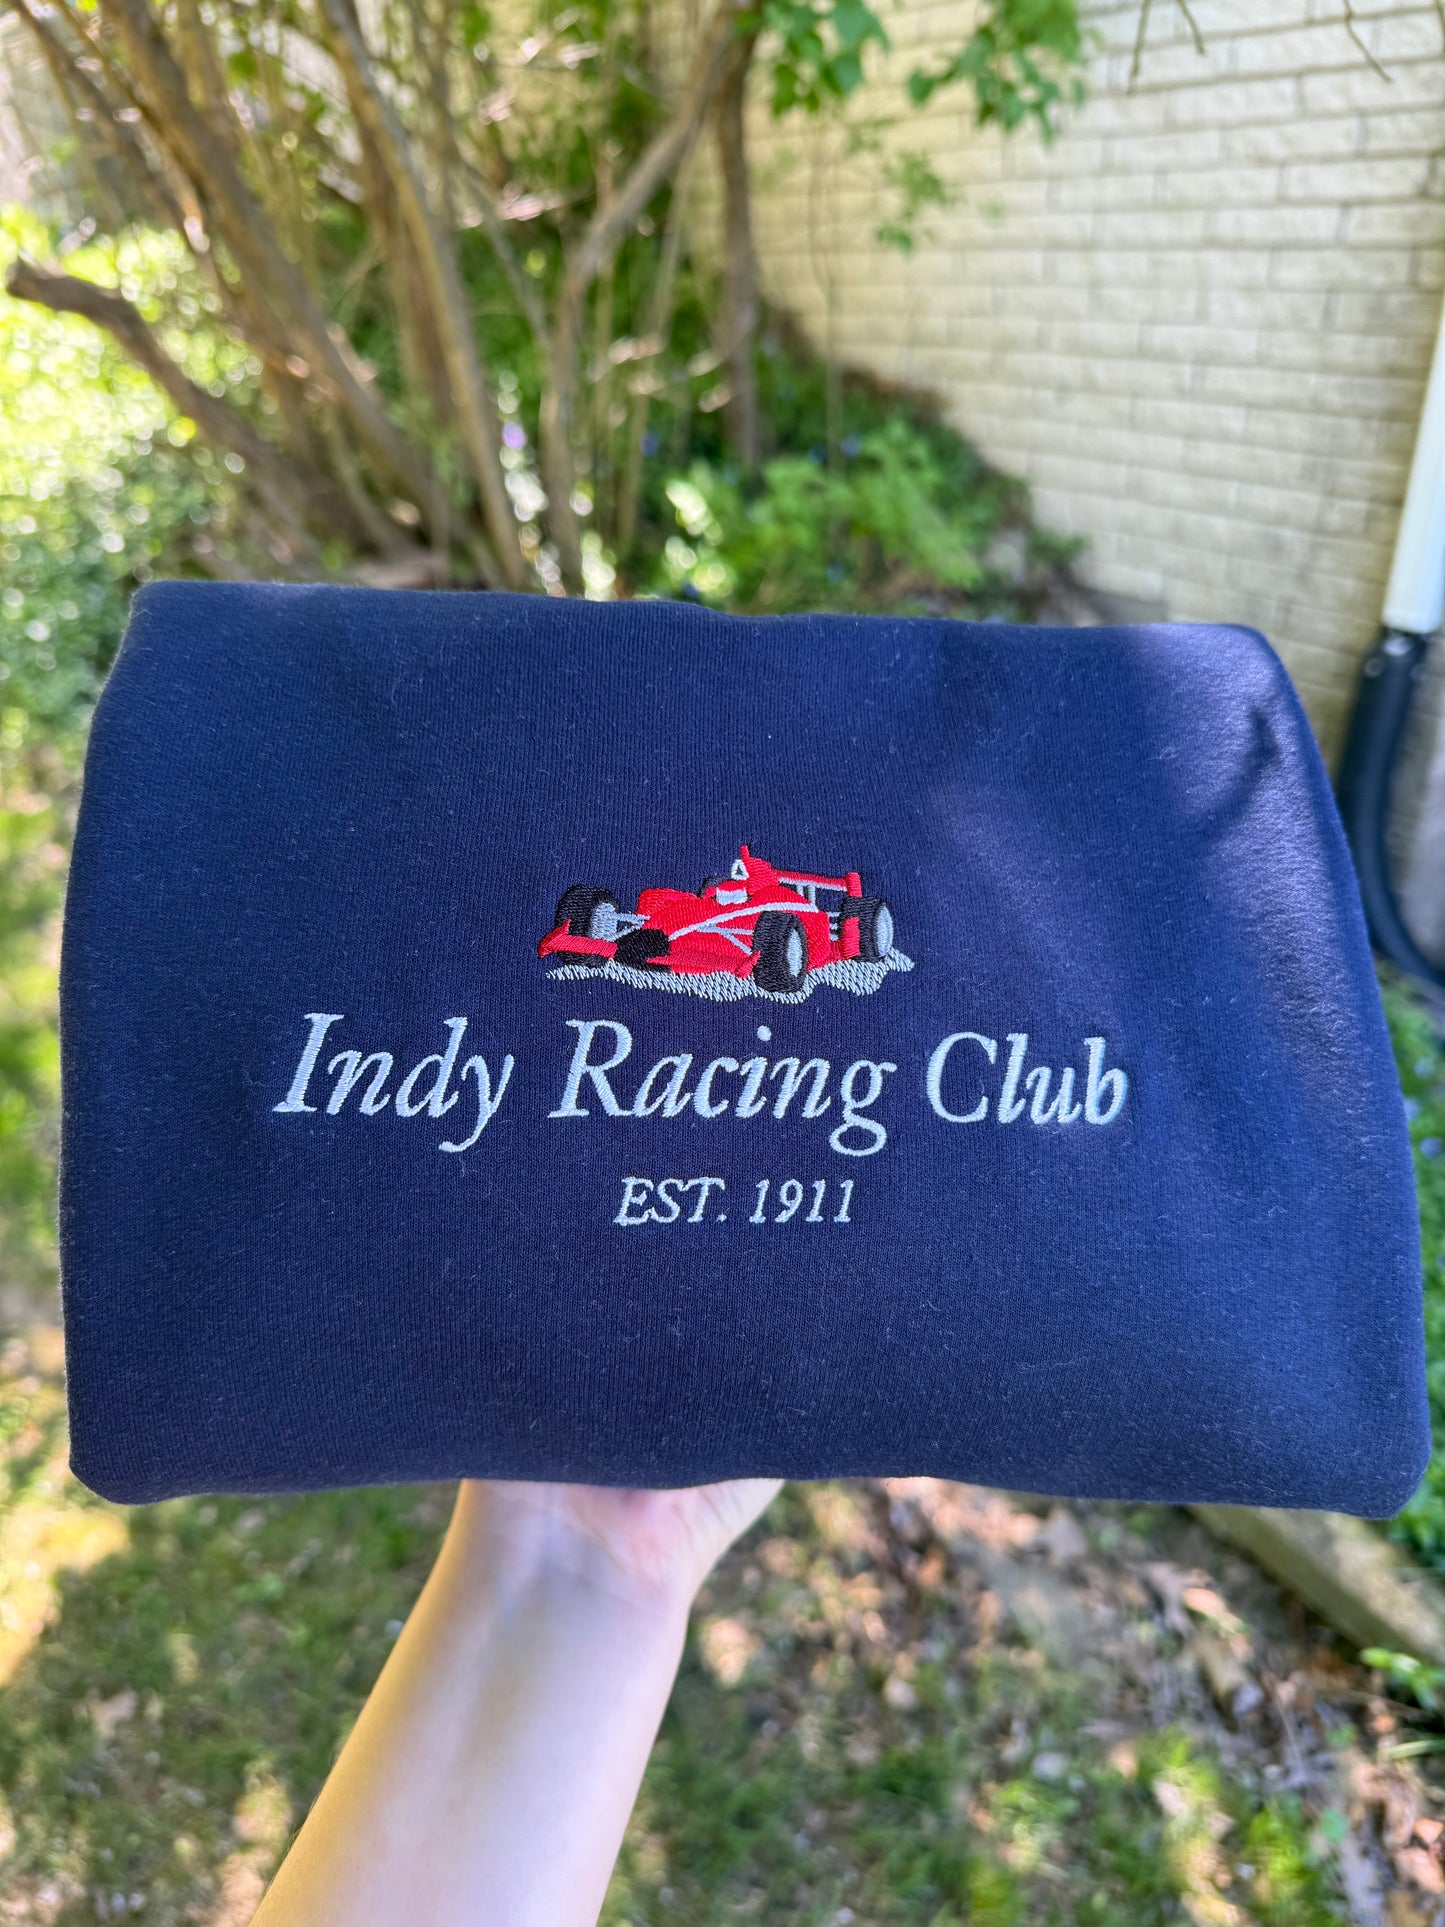 Indy Racing Club
EST. 1911